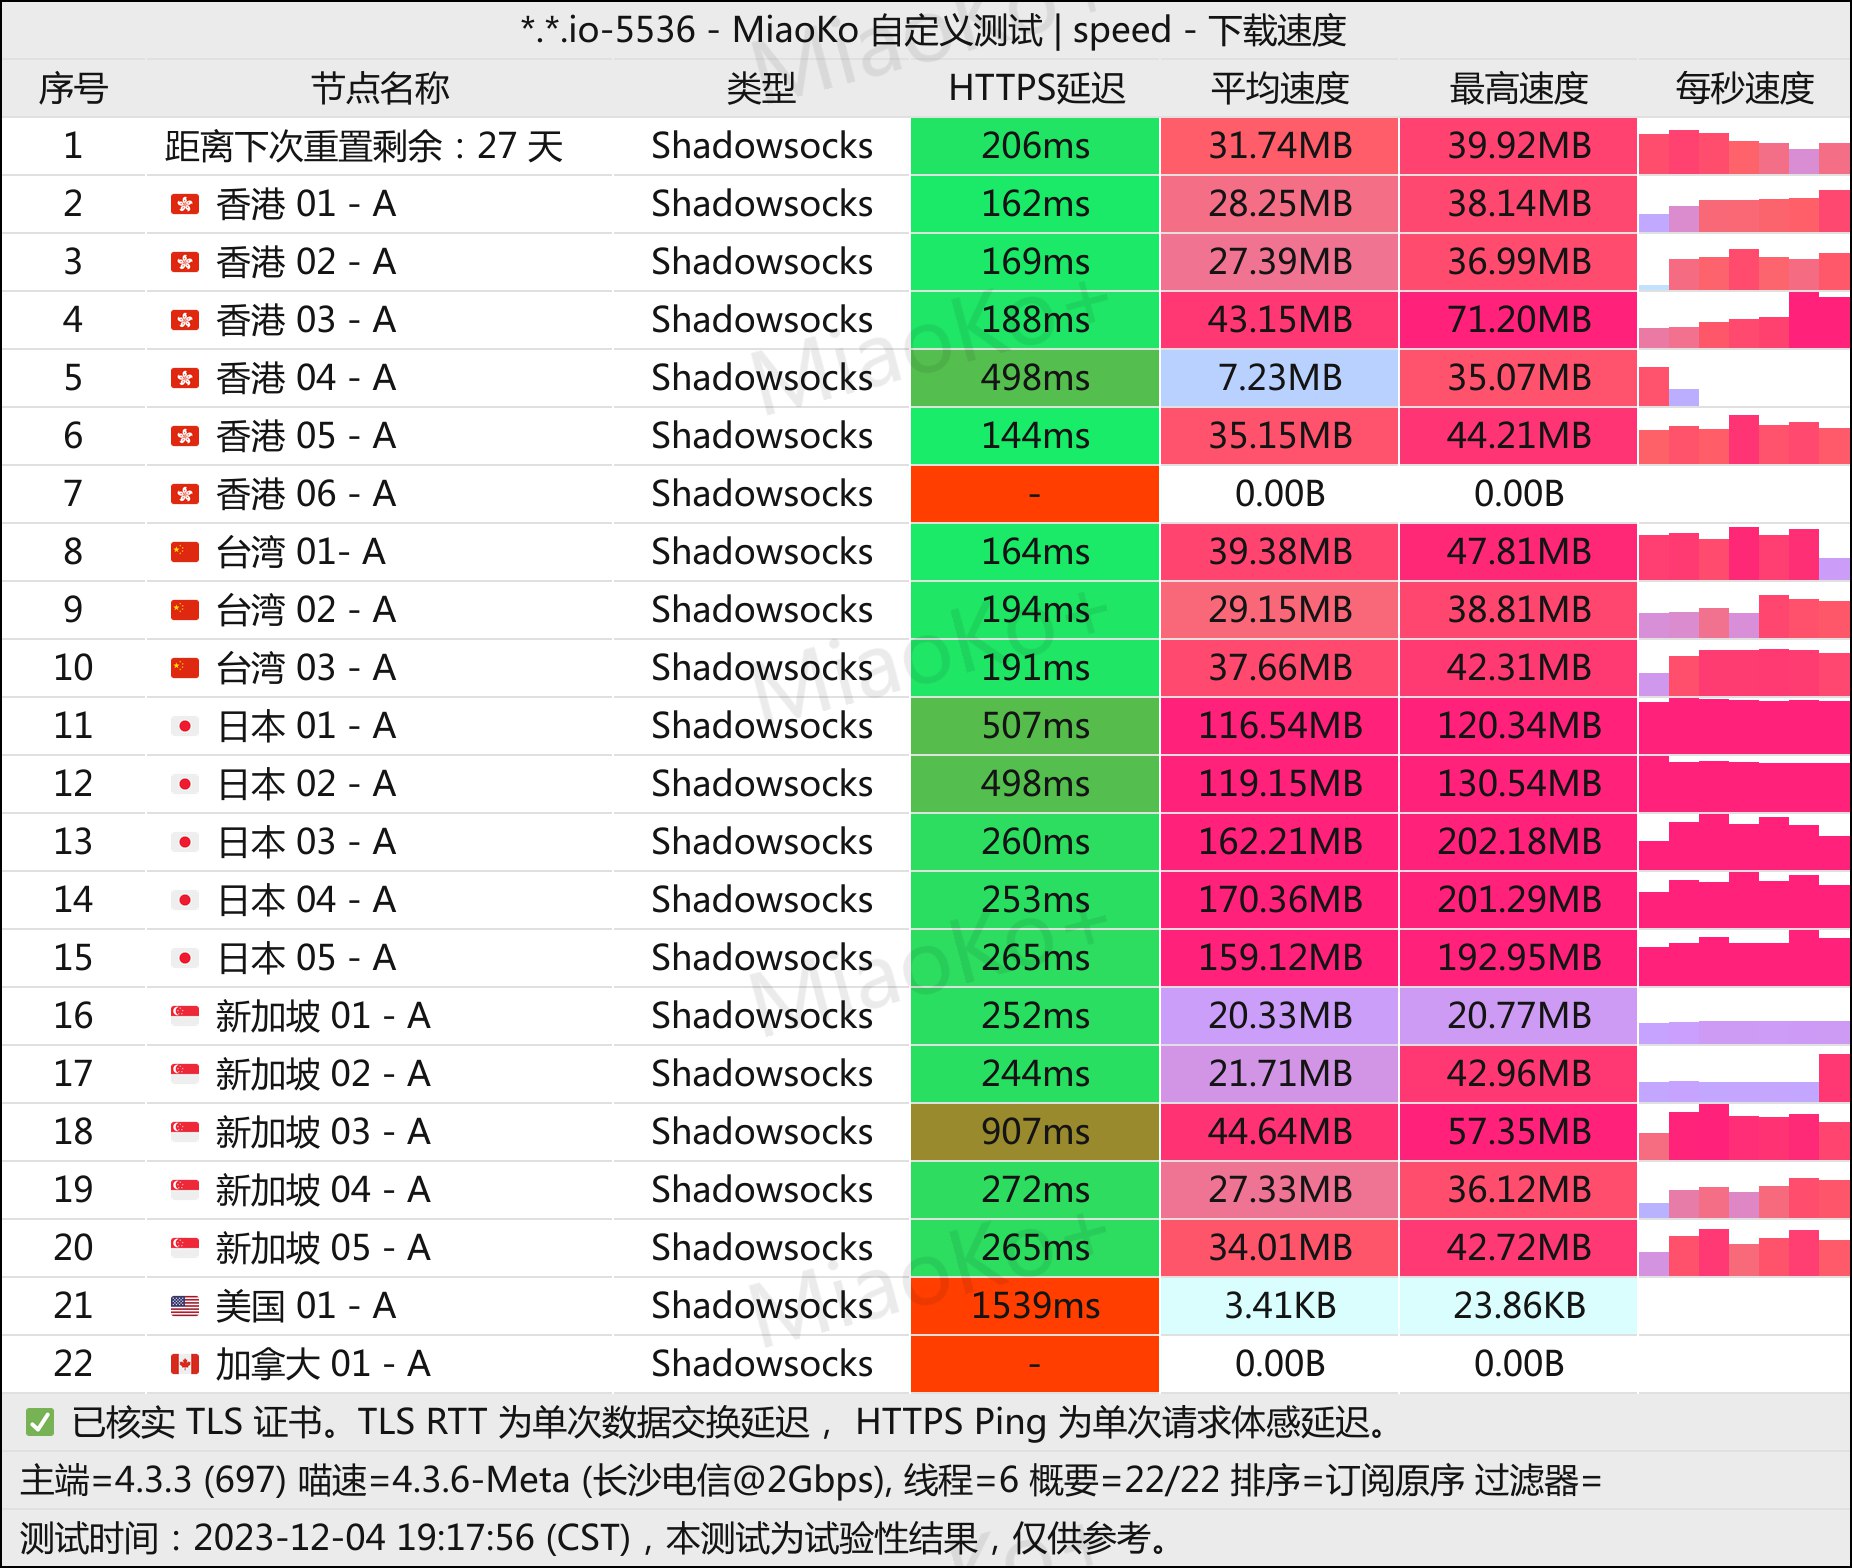 *.*.io-5536 - MiaoKo 自定义测试 | speed - 下载速度
序号 节点名称 类型 HTTPS延迟 平均速度 最高速度 每秒速度
1 距离下次重置剩余：27 天 Shadowsocks 206ms 31.74MB 39.92MB
2 香港 01 - A Shadowsocks 162ms 28.25MB 38.14MB
3 香港 02 - A Shadowsocks 169ms 27.39MB 36.99MB
4 香港 03 - A Shadowsocks 188ms 43.15MB 71.20MB
5 香港 04 - A Shadowsocks 498ms 7.23MB 35.07MB
6 香港 05 - A Shadowsocks 144ms 35.15MB 44.21MB
7 香港 06 - A Shadowsocks - 0.00B 0.00B
8 台湾 01- A Shadowsocks 164ms 39.38MB 47.81MB
9 台湾 02 - A Shadowsocks 194ms 29.15MB 38.81MB
10 台湾 03 - A Shadowsocks 191ms 37.66MB 42.31MB
11 日本 01 - A Shadowsocks 507ms 116.54MB 120.34MB
12 日本 02 - A Shadowsocks 498ms 119.15MB 130.54MB
13 日本 03 - A Shadowsocks 260ms 162.21MB 202.18MB
14 日本 04 - A Shadowsocks 253ms 170.36MB 201.29MB
15 日本 05 - A Shadowsocks 265ms 159.12MB 192.95MB
16 新加坡 01 - A Shadowsocks 252ms 20.33MB 20.77MB
17 新加坡 02 - A Shadowsocks 244ms 21.71MB 42.96MB
18 新加坡 03 - A Shadowsocks 907ms 44.64MB 57.35MB
19 新加坡 04 - A Shadowsocks 272ms 27.33MB 36.12MB
20 新加坡 05 - A Shadowsocks 265ms 34.01MB 42.72MB
21 美国 01 - A Shadowsocks 1539ms 3.41KB 23.86KB
22 加拿大 01 - A Shadowsocks - 0.00B 0.00B
✅ 已核实 TLS 证书。TLS RTT 为单次数据交换延迟， HTTPS Ping 为单次请求体感延迟。
主端=4.3.3 (697) 喵速=4.3.6-Meta (长沙电信@2Gbps), 线程=6 概要=22/22 排序=订阅原序 过滤器=
测试时间：2023-12-04 19:17:56 (CST)，本测试为试验性结果，仅供参考。
MiaoKo+
MiaoKo+
MiaoKo+
MiaoKo+
MiaoKo+